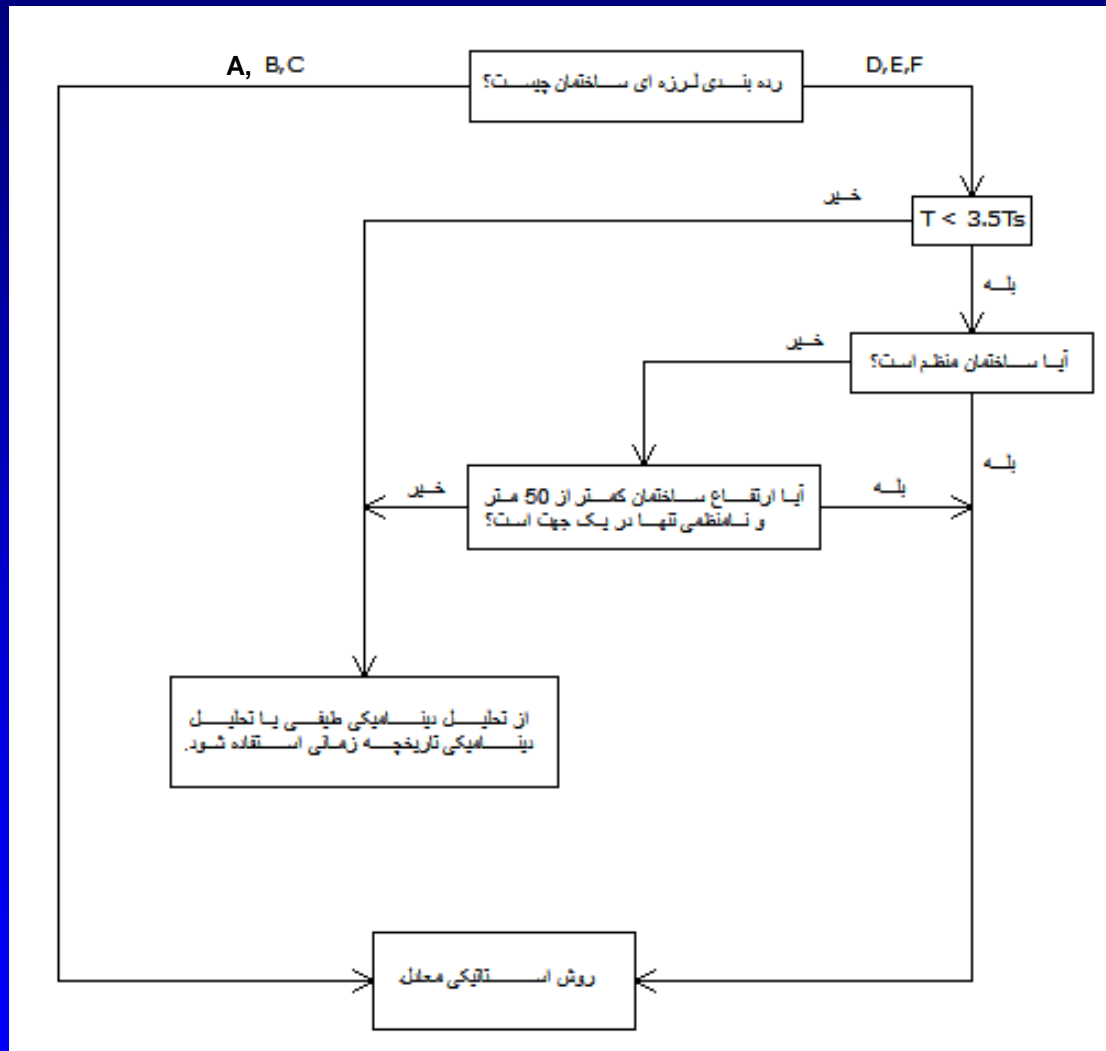 A, B,C
رده بندی لرزه ای ساختمان چیست؟
D,E,F
خیر
T < 3.5Ts
بله
خیر
آیا ساختمان منظم است؟
بله
خیر
آیا ارتفاع ساختمان کمتر از 50 متر
و نامنظمی تنها در یک جهت است؟
بله
از تحلیل دینامیکی طیفی یا تحلیل
دینامیکی تاریخچه زمانی استفاده شود.
روش استاتیکی معادل